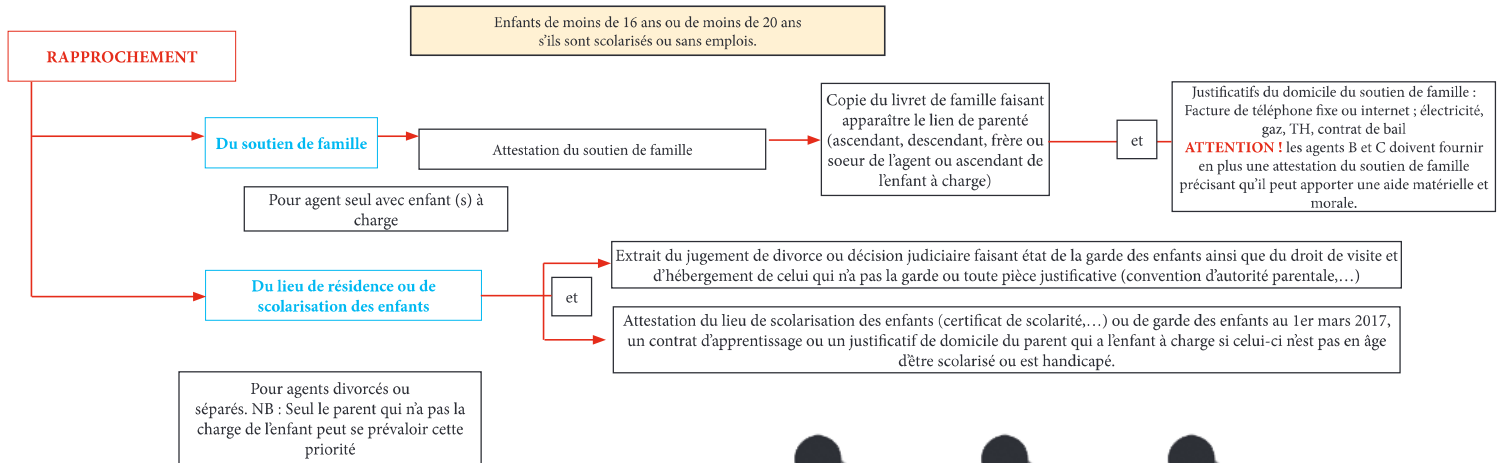 Enfants de moins de 16 ans ou de moins de 20 ans
s'ils sont scolarisés ou sans emplois.
RAPPROCHEMENT
Du soutien de famille
Attestation du soutien de famille
Copie du livret de famille faisant
apparaître le lien de parenté
(ascendant, descendant, frère ou
soeur de l'agent ou ascendant de
l'enfant à charge)
et
Justificatifs du domicile du soutien de famille :
Facture de téléphone fixe ou internet ; électricité,
gaz, TH, contrat de bail
ATTENTION ! les agents B et C doivent fournir
en plus une attestation du soutien de famille
précisant qu'il peut apporter une aide matérielle et
morale.
Pour agent seul avec enfant (s) à
charge
Du lieu de résidence ou de
scolarisation des enfants
et
Extrait du jugement de divorce ou décision judiciaire faisant état de la garde des enfants ainsi que du droit de visite et
d'hébergement de celui qui n'a pas la garde ou toute pièce justificative (convention d'autorité parentale,…)
Attestation du lieu de scolarisation des enfants (certificat de scolarité,…) ou de garde des enfants au 1er mars 2017,
un contrat d'apprentissage ou un justificatif de domicile du parent qui a l'enfant à charge si celui-ci n'est pas en âge
d'être scolarisé ou est handicapé.
Pour agents divorcés ou
séparés. NB : Seul le parent qui n'a pas la
charge de l'enfant peut se prévaloir cette
priorité